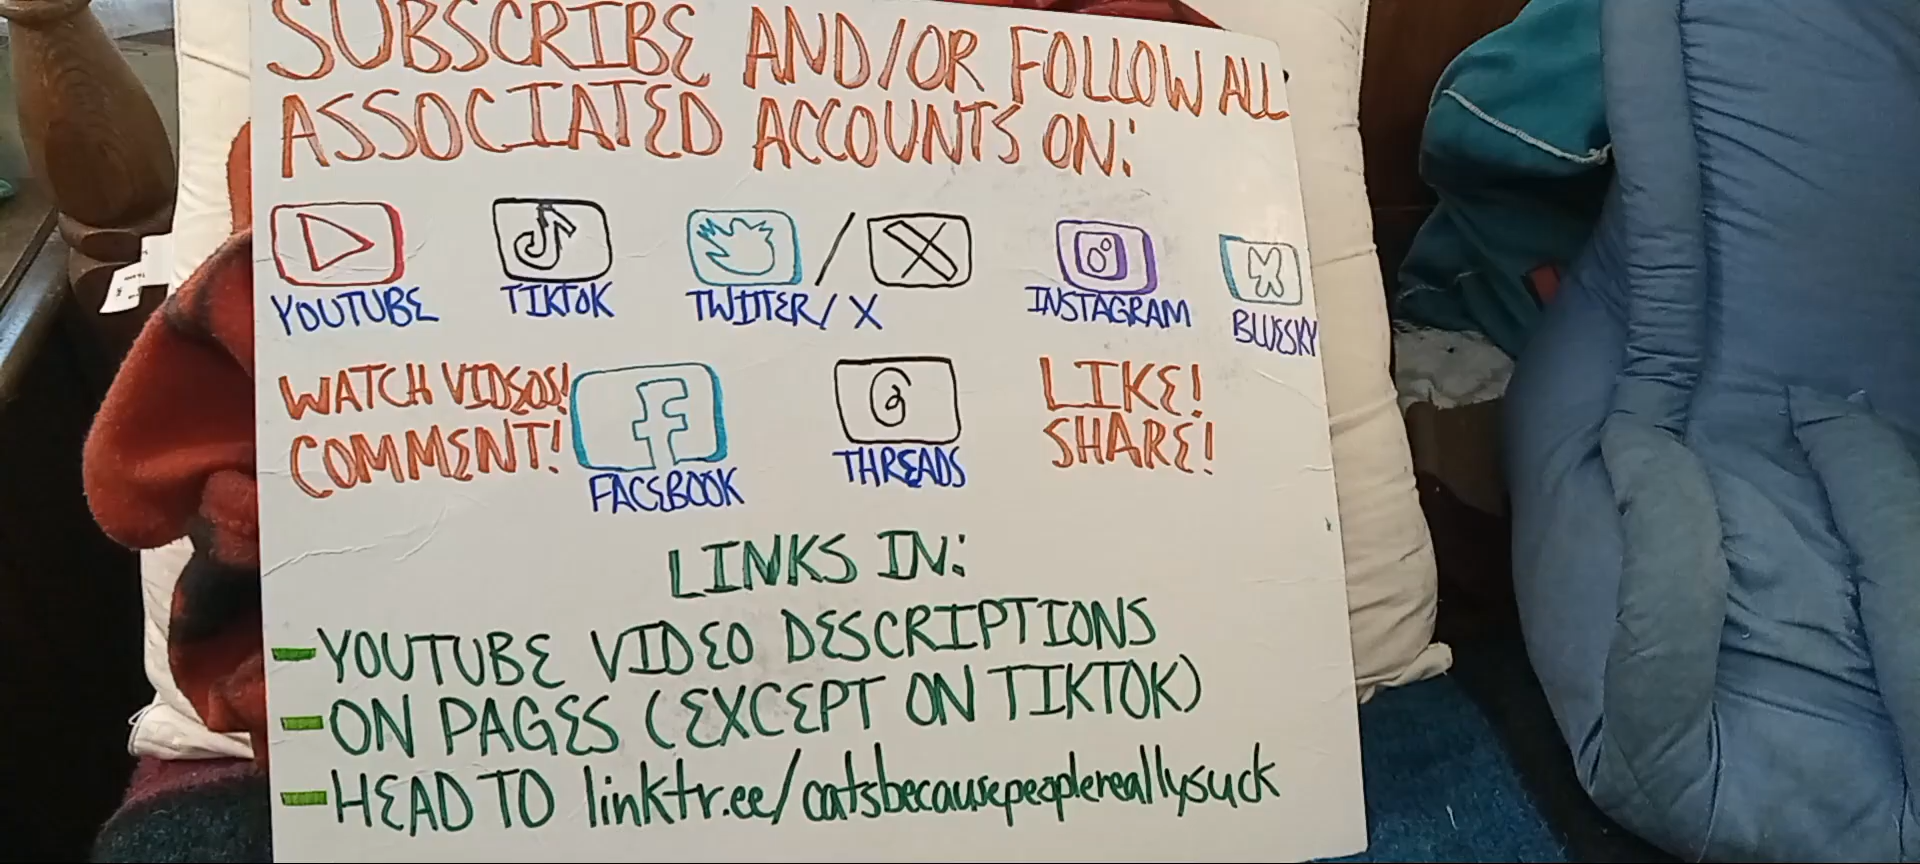 SUBSCRIBE AND/OR FOLLOW ALL
ASSOCIATED ACCOUNTS ON:
YOUTUBE TIKTOK TWITTER/X INSTAGRAM BLUESKY
WATCH VIDEOS!
COMMENT!
FACEBOOK THREADS
LIKE!
SHARE!
LINKS IN:
-YOUTUBE VIDEO DESCRIPTIONS
-ON PAGES (EXCEPT ON TIKTOK)
-HEAD TO linktr.ee/catsbecausepeoplereallysuck